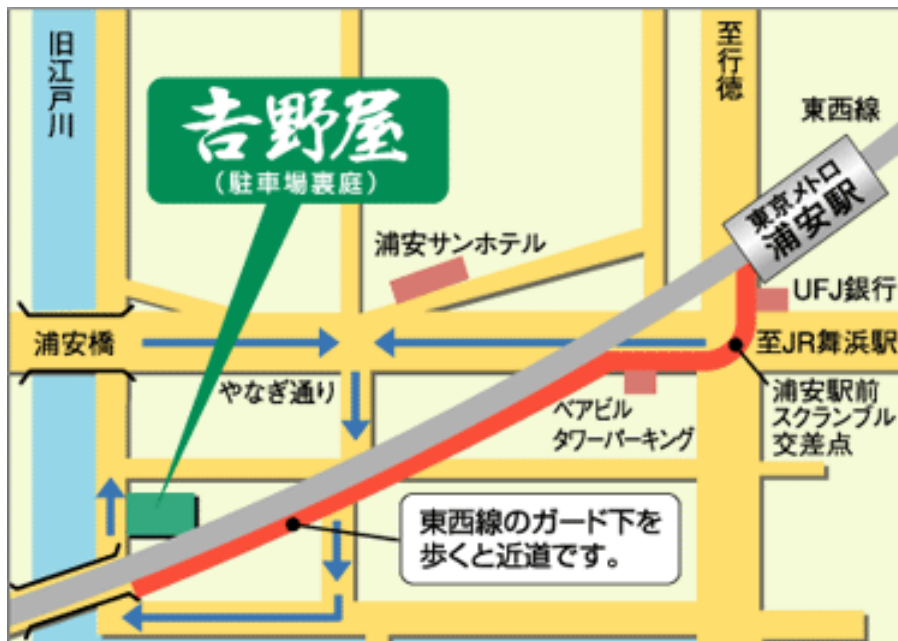 旧江戸川
𠮷野屋
(駐車場裏庭)
至行徳
東西線
東京メトロ
浦安駅
浦安サンホテル
UFJ銀行
浦安橋
至JR舞浜駅
やなぎ通り
ベアビル
タワーパーキング
浦安駅前
スクランブル
交差点
東西線のガード下を
歩くと近道です。